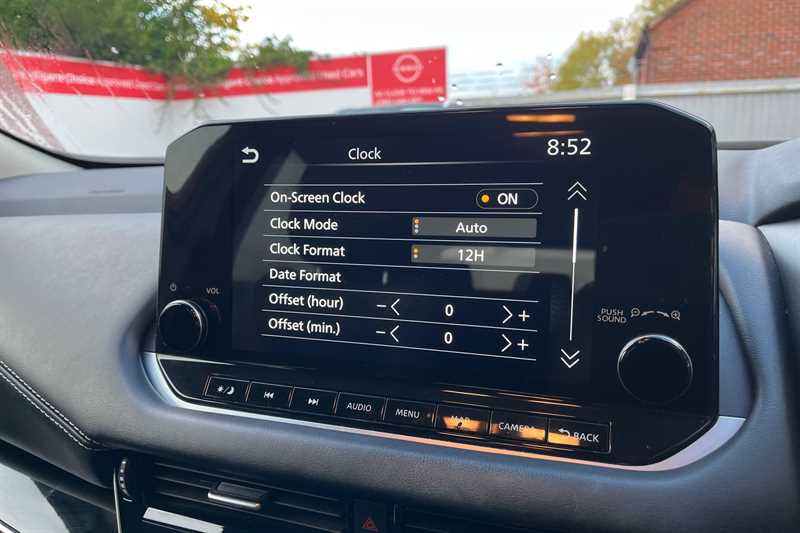 Clock
8:52
On-Screen Clock ON
Clock Mode Auto
Clock Format 12H
Date Format
Offset (hour) − 0 +
Offset (min.) − 0 +
VOL
PUSH
SOUND
AUDIO
MENU
MAP
CAMERA
BACK